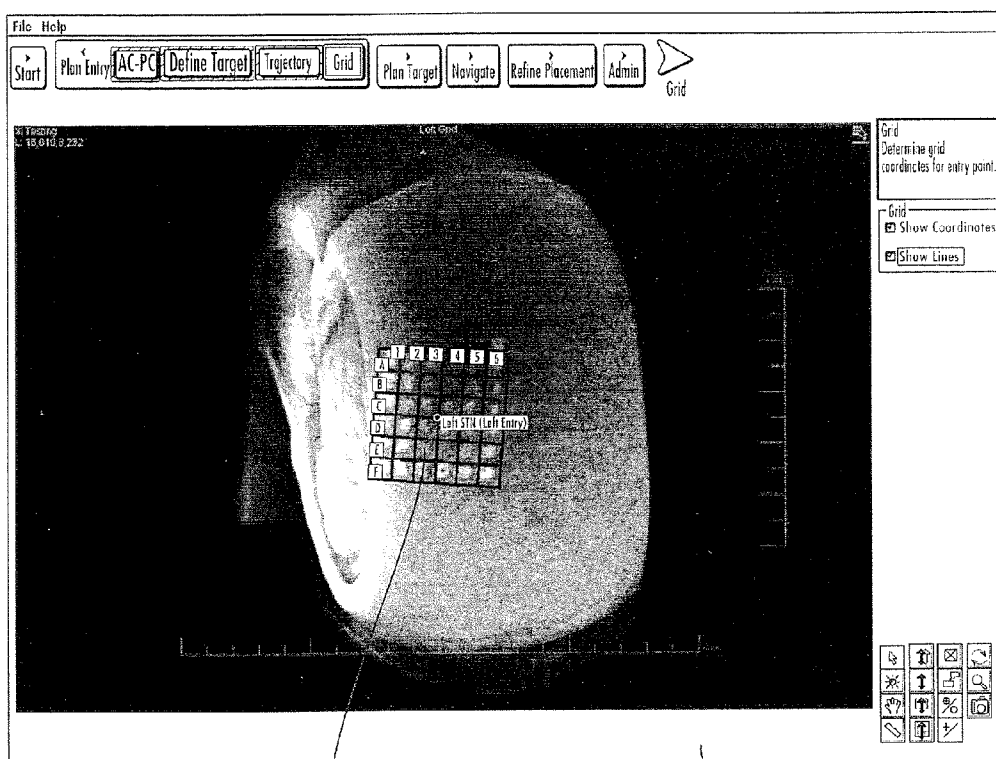 File Help
Start
Plan Entry
AC-PC
Define Target
Trajectory
Grid
Plan Target
Navigate
Refine Placement
Admin
Grid
Left Grid
Grid
Determine grid
coordinates for entry point.
Grid
Show Coordinates
Show Lines
1 2 3 4 5 6
A
B
C
D
E
F
Left STN (Left Entry)